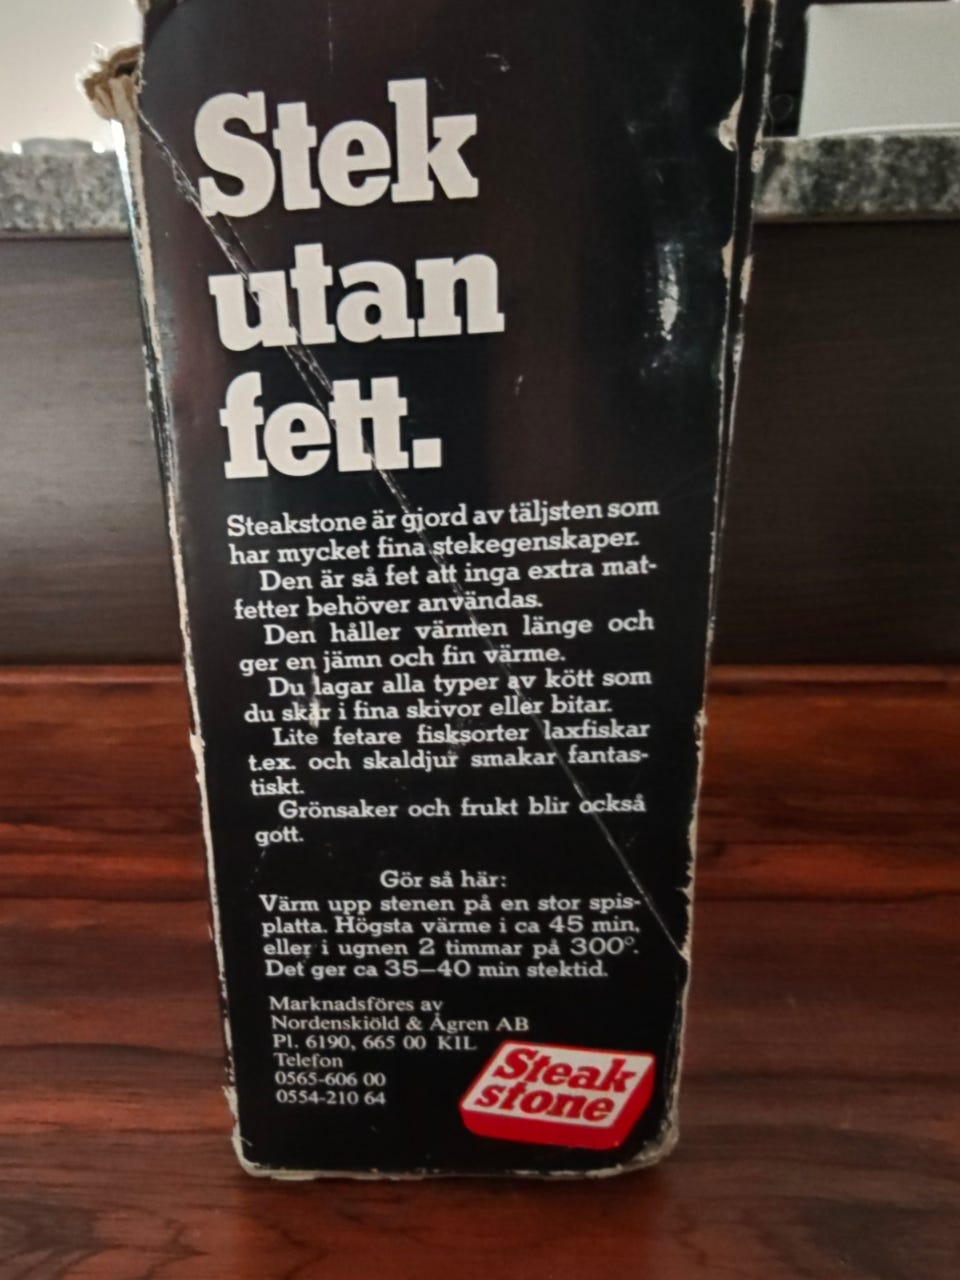 Stek
utan
fett.
Steakstone är gjord av täljsten som
har mycket fina stekegenskaper.
Den är så fet att inga extra mat-
fetter behöver användas.
Den håller värmen länge och
ger en jämn och fin värme.
Du lagar alla typer av kött som
du skär i fina skivor eller bitar.
Lite fetare fisksorter laxfiskar
t.ex. och skaldjur smakar fantas-
tiskt.
Grönsaker och frukt blir också
gott.
Gör så här:
Värm upp stenen på en stor spis-
platta. Högsta värme i ca 45 min,
eller i ugnen 2 timmar på 300°.
Det ger ca 35–40 min stektid.
Marknadsföres av
Nordenskiöld & Ågren AB
Pl. 6190, 665 00 KIL
Telefon
0565-606 00
0554-210 64
Steak
stone